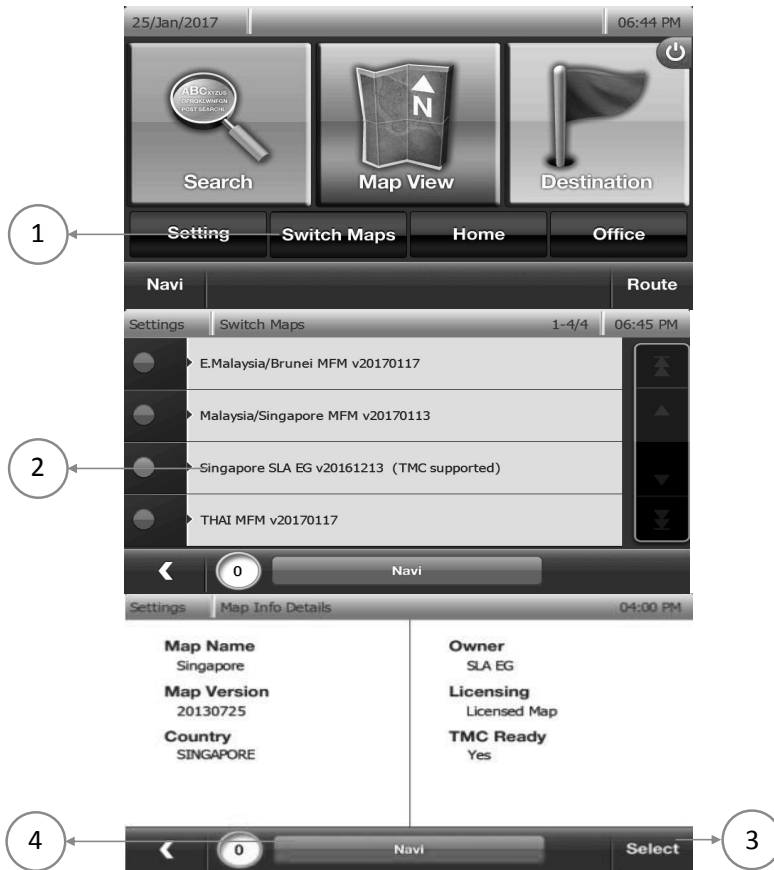 25/Jan/2017 06:44 PM
ABCXYZUS
POST SEARCHI
N
Search Map View Destination
1
Setting Switch Maps Home Office
Navi Route
Settings Switch Maps 1-4/4 06:45 PM
E.Malaysia/Brunei MFM v20170117
Malaysia/Singapore MFM v20170113
2
Singapore SLA EG v20161213 (TMC supported)
THAI MFM v20170117
0 Navi
Settings Map Info Details 04:00 PM
Map Name Owner
Singapore SLA EG
Map Version Licensing
20130725 Licensed Map
Country TMC Ready
SINGAPORE Yes
4 0 Navi Select 3